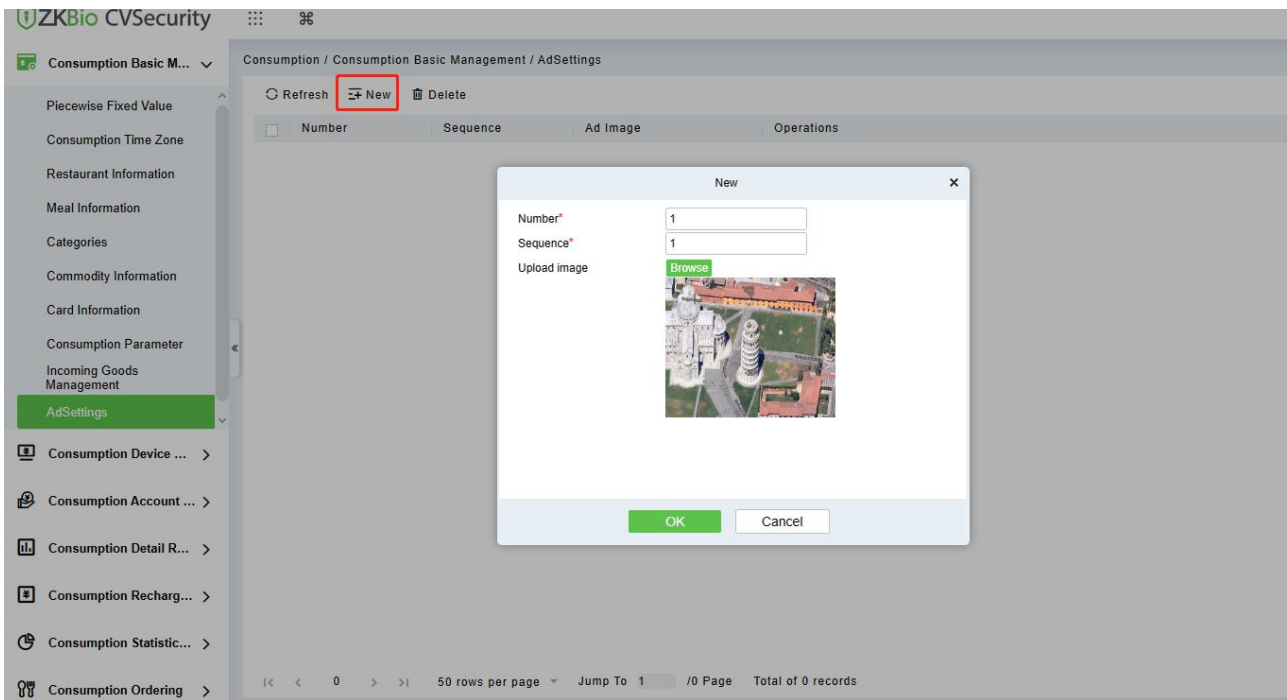 ZKBio CVSecurity
Consumption Basic M...
Piecewise Fixed Value
Consumption Time Zone
Restaurant Information
Meal Information
Categories
Commodity Information
Card Information
Consumption Parameter
Incoming Goods
Management
AdSettings
Consumption Device ...
Consumption Account ...
Consumption Detail R...
Consumption Recharg...
Consumption Statistic...
Consumption Ordering
Consumption / Consumption Basic Management / AdSettings
Refresh New Delete
Number Sequence Ad Image Operations
New
Number* 1
Sequence* 1
Upload image Browse
OK Cancel
0 50 rows per page Jump To 1 /0 Page Total of 0 records